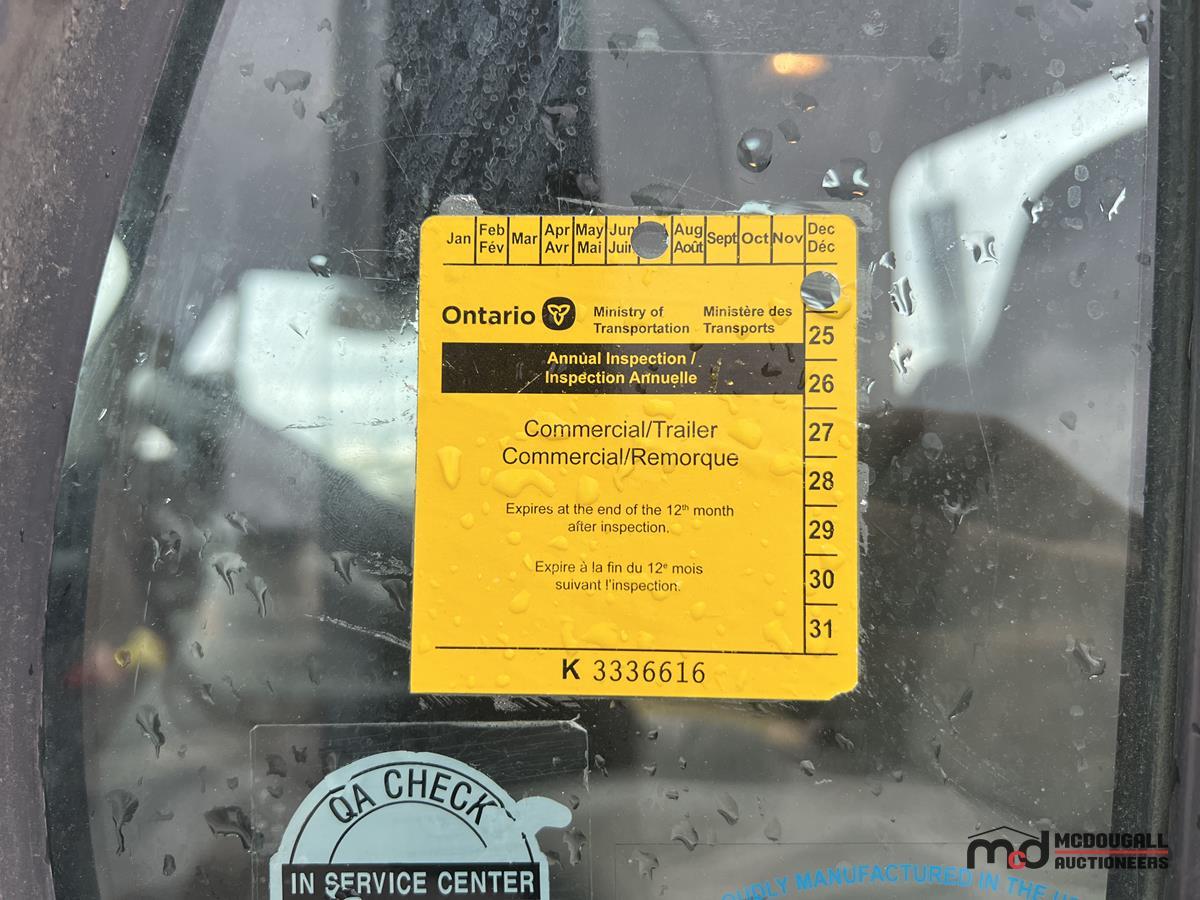 Jan Feb Fév Mar Apr Avr May Mai Jun Juin Aug Août Sept Oct Nov Dec Déc
Ontario Ministry of Transportation Ministère des Transports
25
Annual Inspection /
Inspection Annuelle
26
Commercial/Trailer
27
Commercial/Remorque
28
Expires at the end of the 12th month
after inspection.
29
Expire à la fin du 12e mois
suivant l'inspection.
30
31
K 3336616
QA CHECK
IN SERVICE CENTER
MANUFACTURED IN THE
mcd MCDOUGALL
AUCTIONEERS